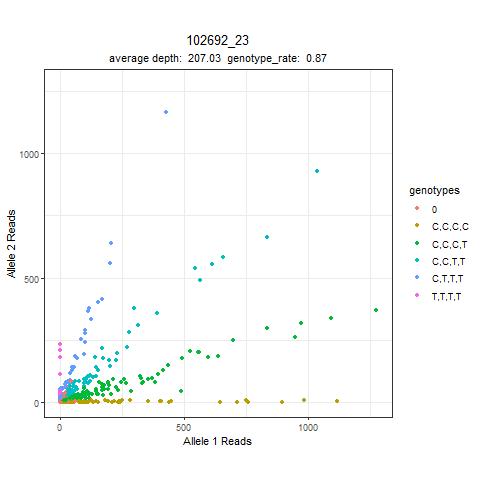 102692_23
average depth:  207.03  genotype_rate:  0.87
Allele 2 Reads
1000
500
0
0
500
1000
Allele 1 Reads
genotypes
0
C,C,C,C
C,C,C,T
C,C,T,T
C,T,T,T
T,T,T,T